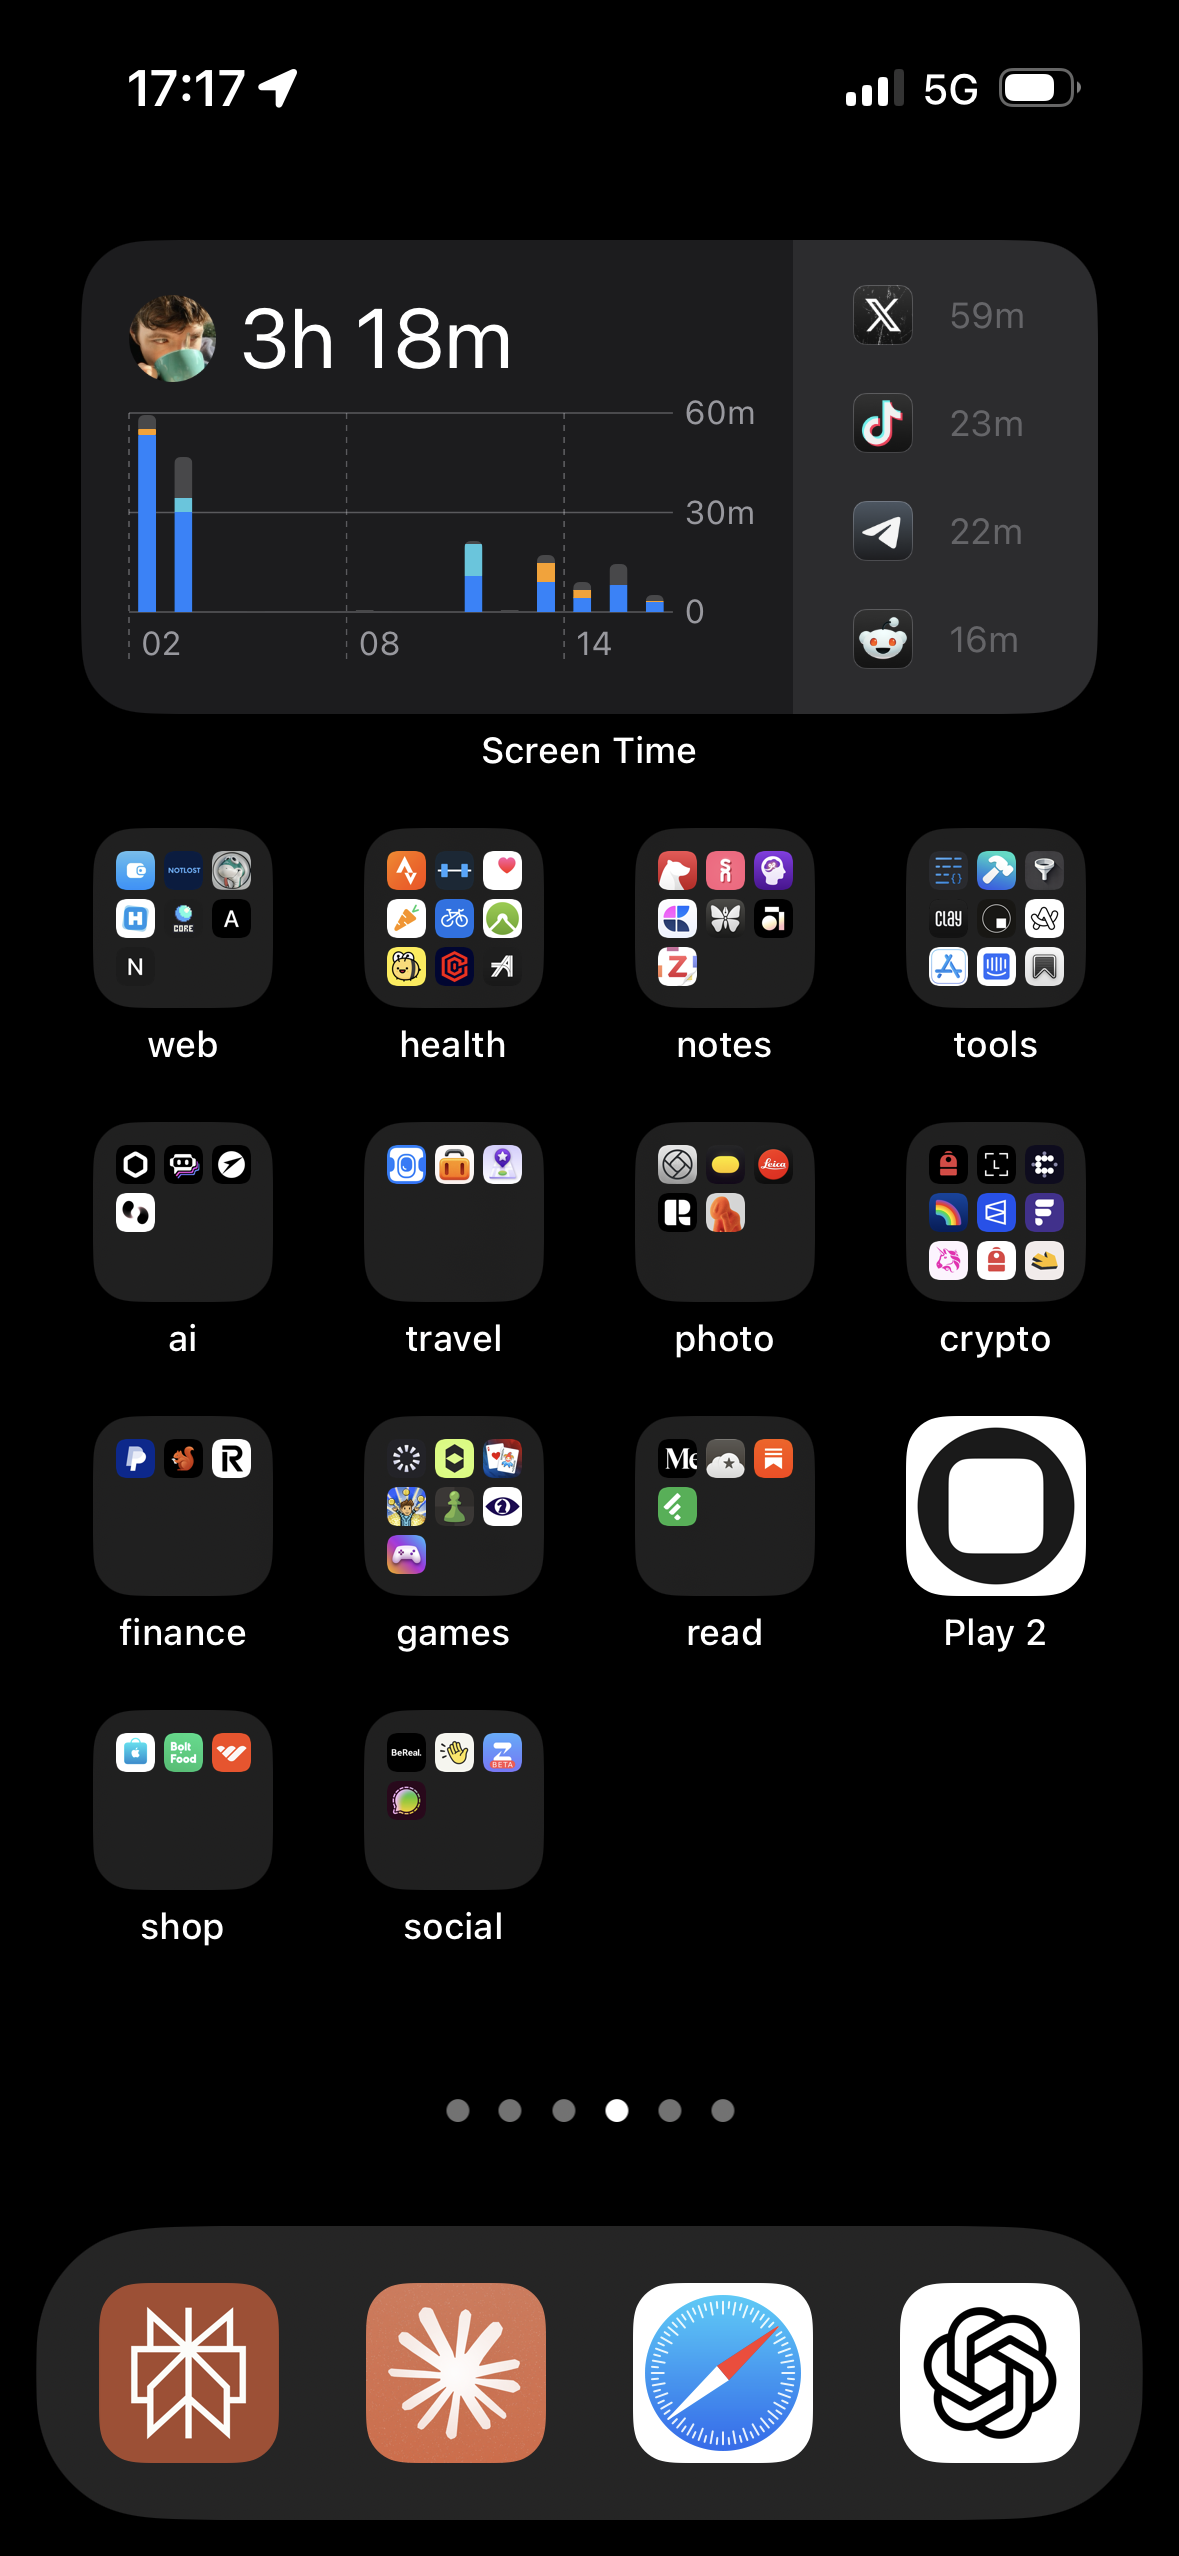 17:17
5G
3h 18m
60m
30m
0
02
08
14
59m
23m
22m
16m
Screen Time
NOTLOST
H
CORE
A
N
Z
{}
CLAY
web
health
notes
tools
Leica
R
L
ai
travel
photo
crypto
P
R
Me
finance
games
read
Play 2
Bolt
Food
BeReal.
Z
BETA
shop
social